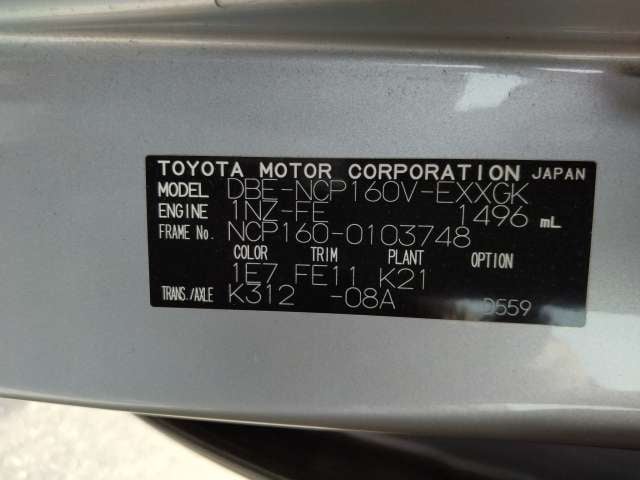 TOYOTA MOTOR CORPORATION JAPAN
MODEL DBE-NCP160V-EXXGK
ENGINE 1NZ-FE 1496 mL
FRAME No. NCP160-0103748
COLOR TRIM PLANT OPTION
1E7 FE11 K21
TRANS./AXLE K312 -08A D559